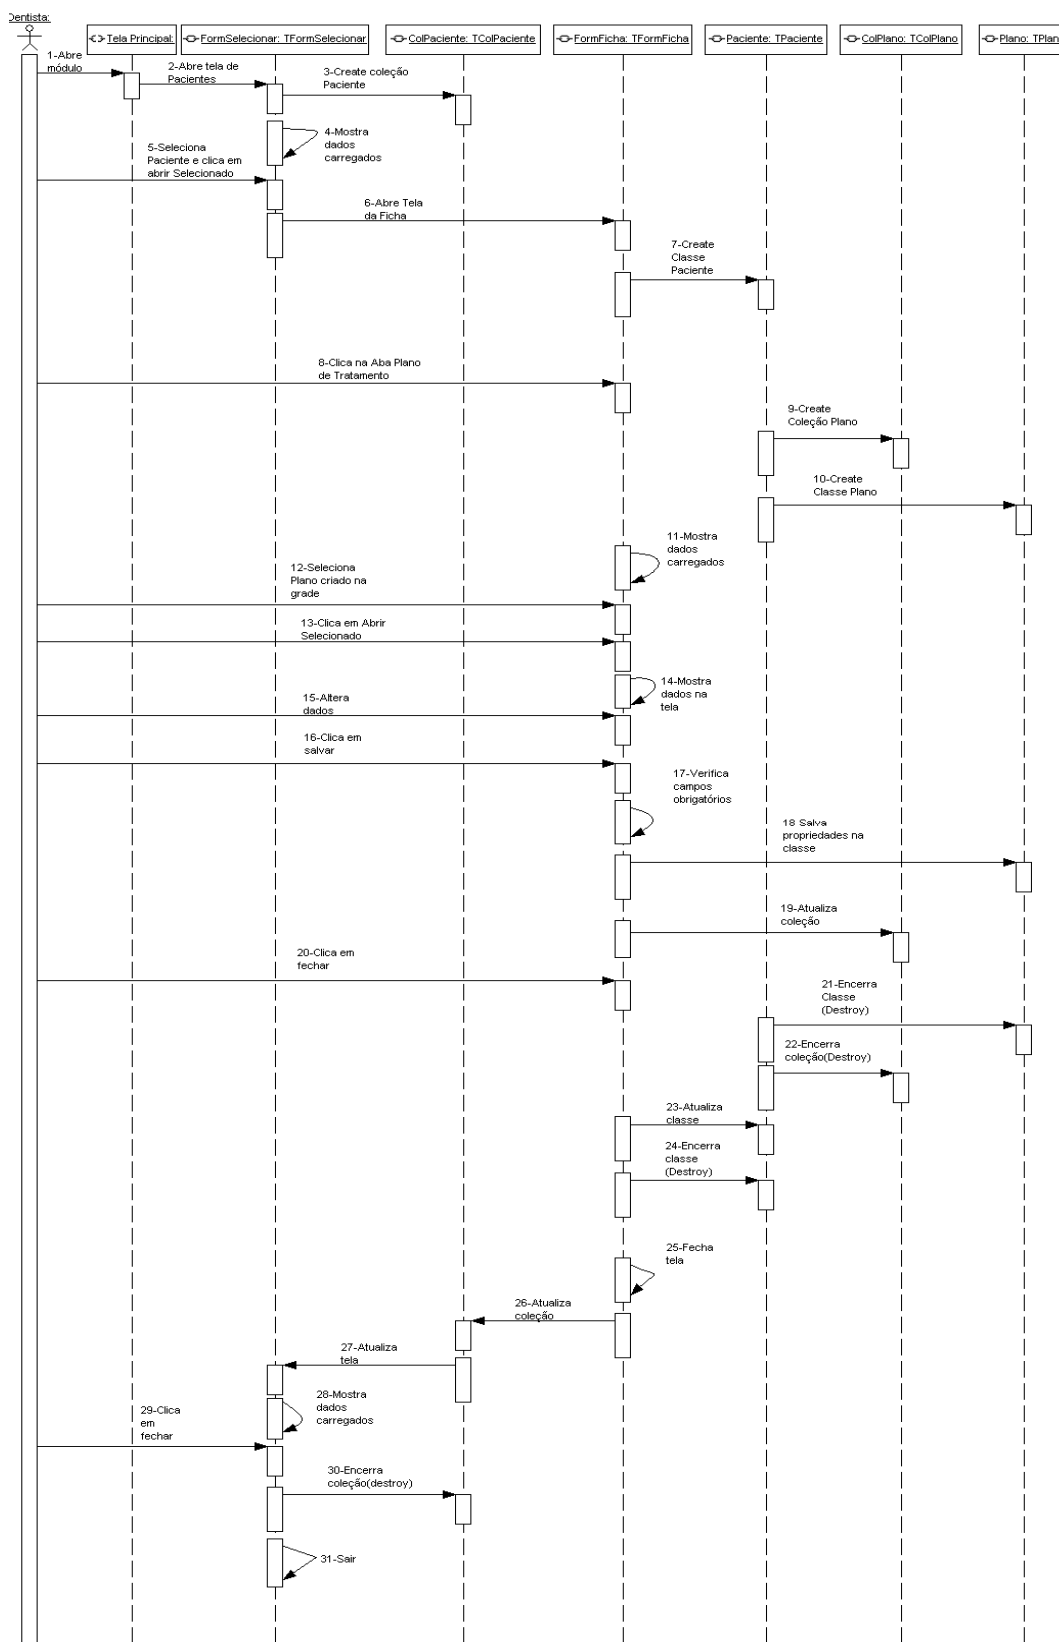 Dentista:
Tela Principal:
FormSelecionar: TFormSelecionar
ColPaciente: TColPaciente
FormFicha: TFormFicha
Paciente: TPaciente
ColPlano: TColPlano
Plano: TPlan
1-Abre
módulo
2-Abre tela de
Pacientes
3-Create coleção
Paciente
4-Mostra
dados
carregados
5-Seleciona
Paciente e clica em
abrir Selecionado
6-Abre Tela
da Ficha
7-Create
Classe
Paciente
8-Clica na Aba Plano
de Tratamento
9-Create
Coleção Plano
10-Create
Classe Plano
11-Mostra
dados
carregados
12-Seleciona
Plano criado na
grade
13-Clica em Abrir
Selecionado
14-Mostra
dados na
tela
15-Altera
dados
16-Clica em
salvar
17-Verifica
campos
obrigatórios
18 Salva
propriedades na
classe
19-Atualiza
coleção
20-Clica em
fechar
21-Encerra
Classe
(Destroy)
22-Encerra
coleção(Destroy)
23-Atualiza
classe
24-Encerra
classe
(Destroy)
25-Fecha
tela
26-Atualiza
coleção
27-Atualiza
tela
28-Mostra
dados
carregados
29-Clica
em
fechar
30-Encerra
coleção(destroy)
31-Sair